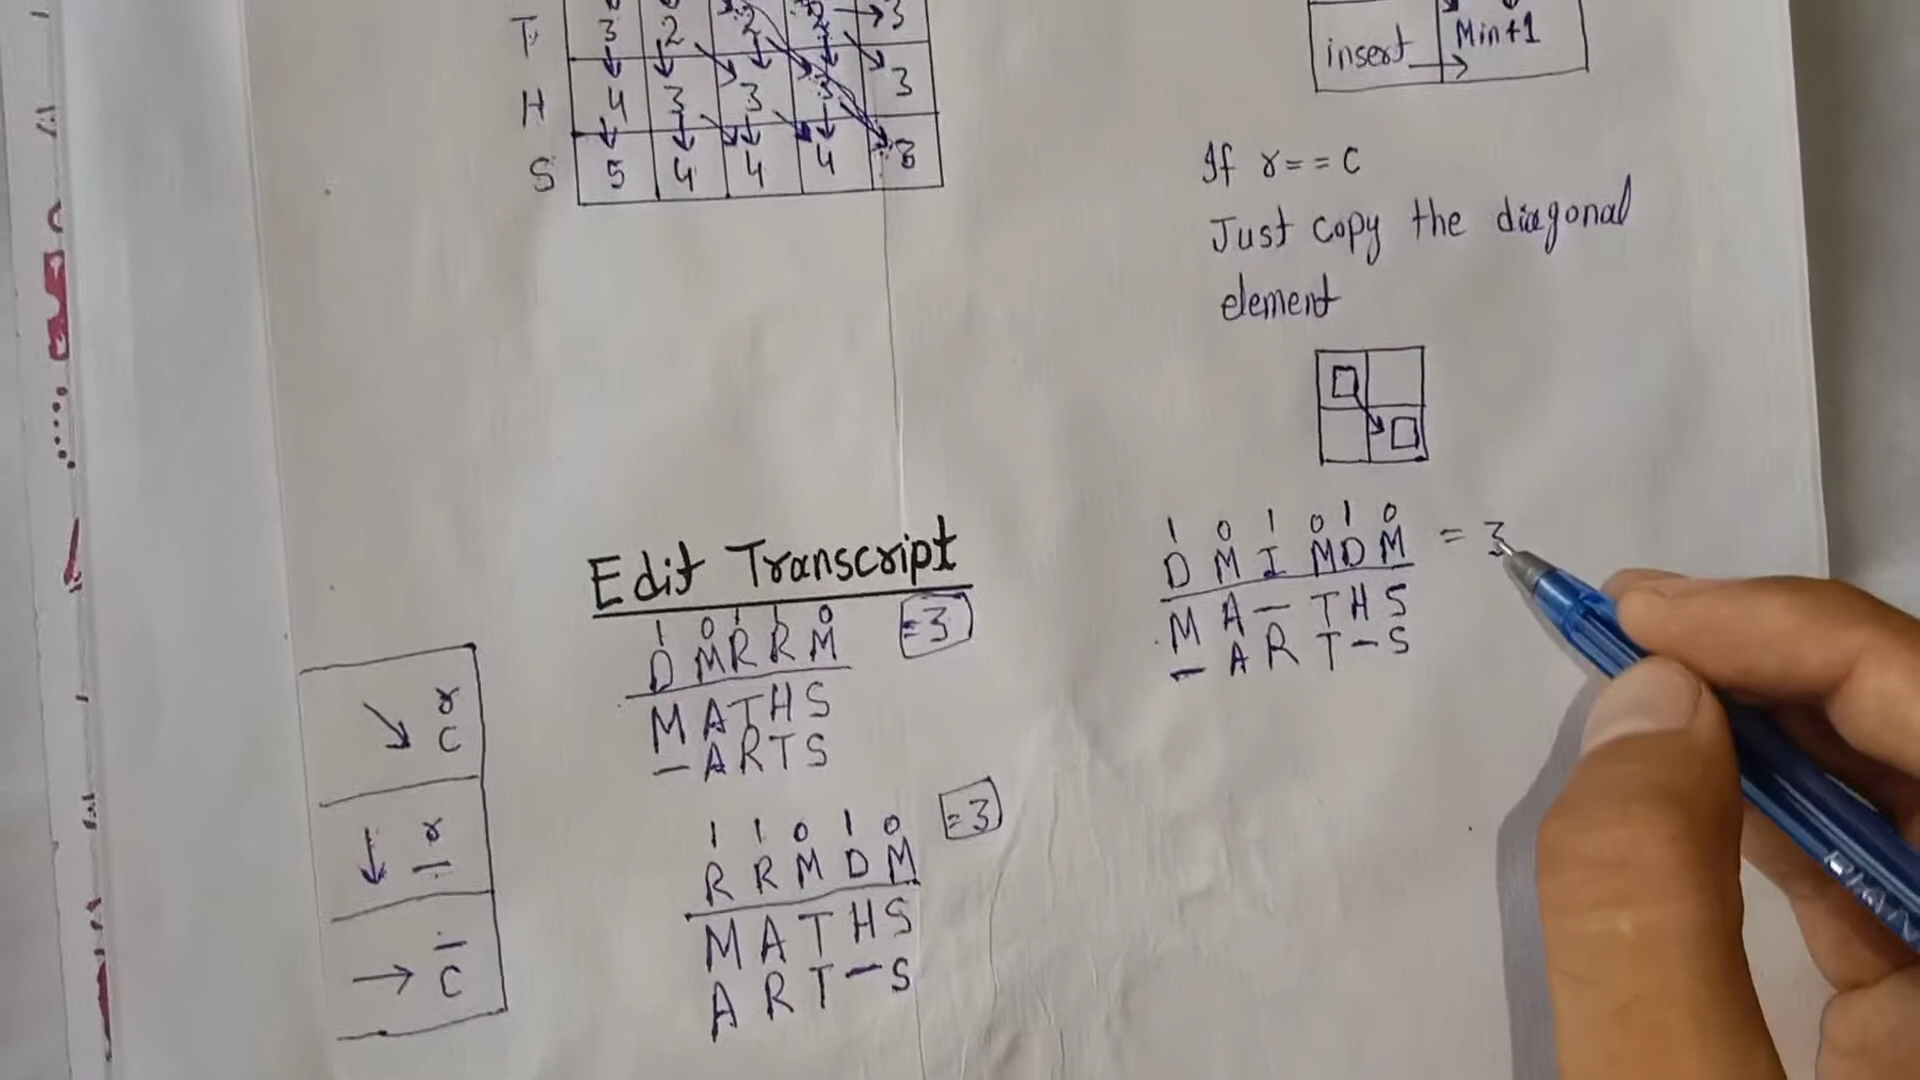 T 3 2 2 2 → 3
H 4 3 3 3 3
S 5 4 4 4 3
insert → Min+1
If r == C
Just copy the diagonal
element
Edit Transcript
1 0 1 1 0
D M R R M = 3
M A T H S
— A R T S
1 1 0 1 0
R R M D M = 3
M A T H S
A R T — S
1 0 1 0 1 0
D M I M D M = 3
M A — T H S
— A R T — S
↘ r
C
↓ r
—
→ —
C